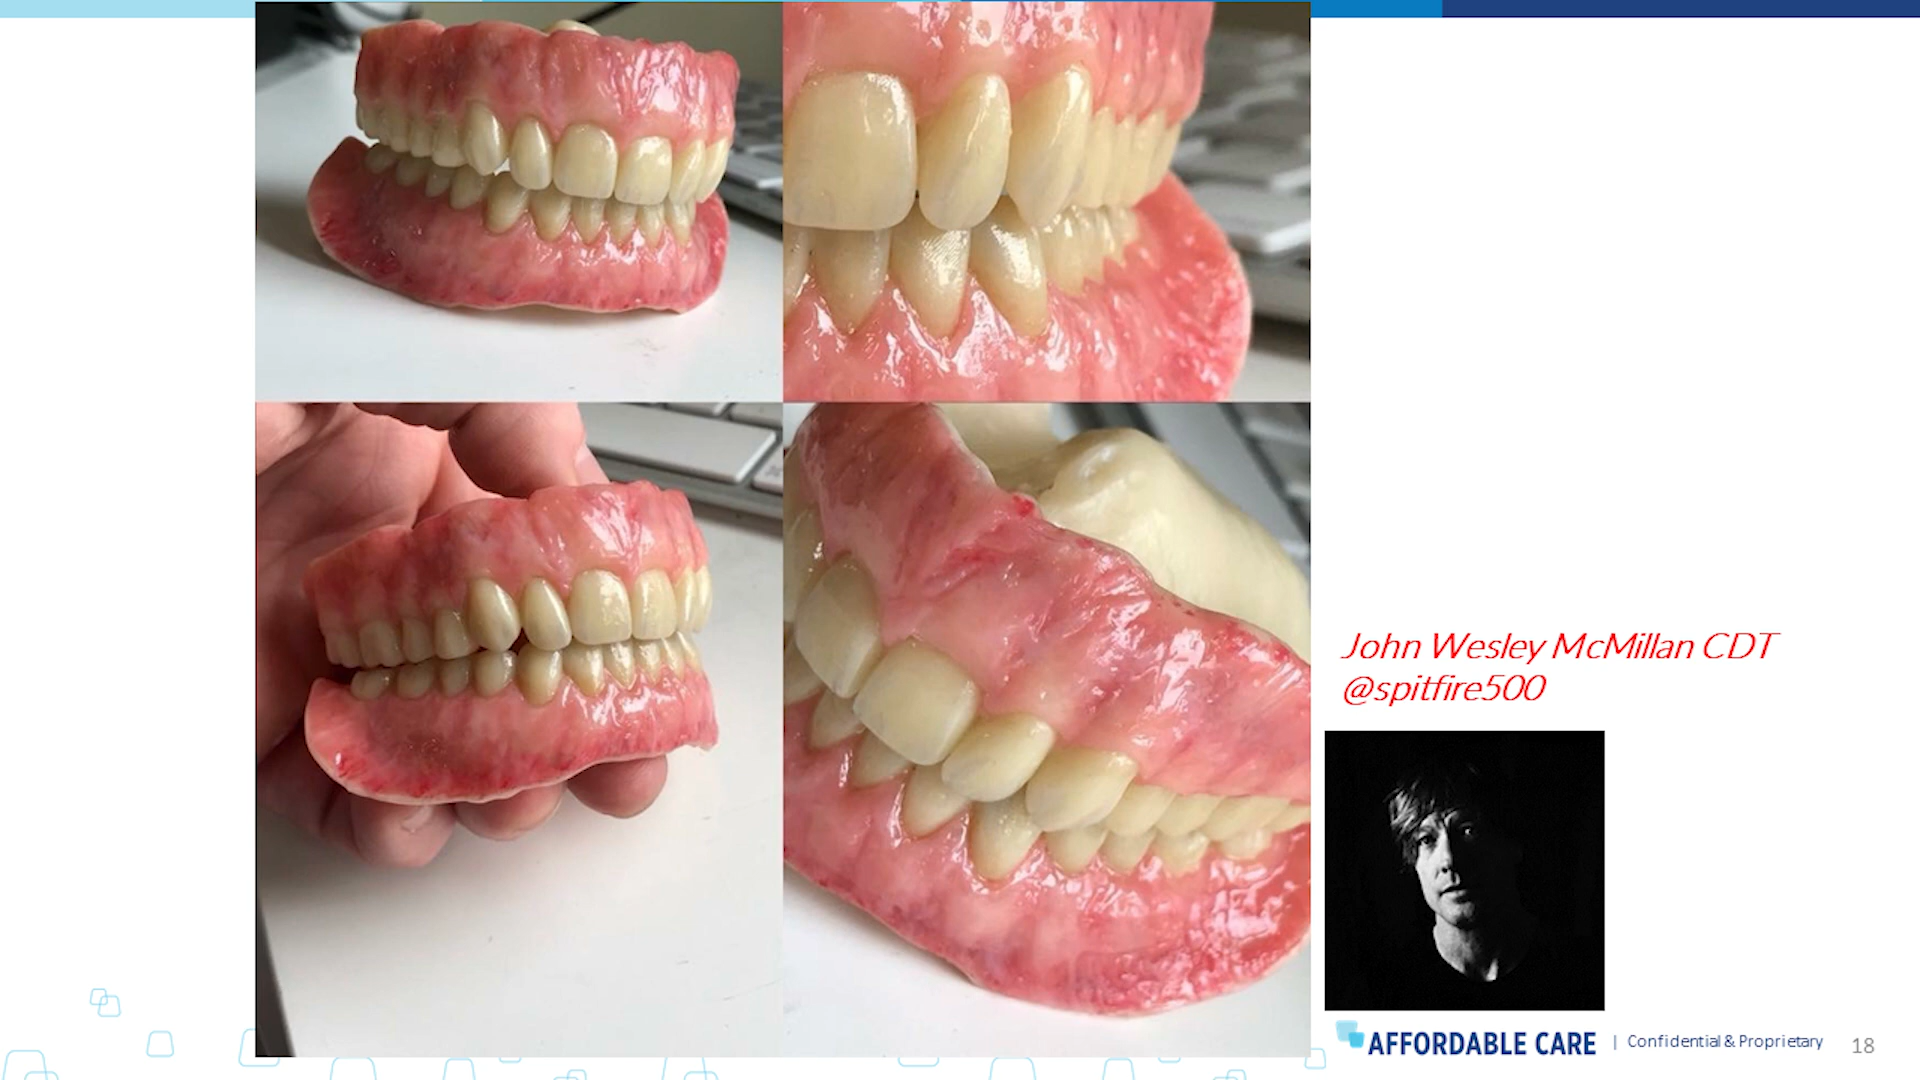 John Wesley McMillan CDT
@spitfire500
AFFORDABLE CARE | Confidential & Proprietary 18